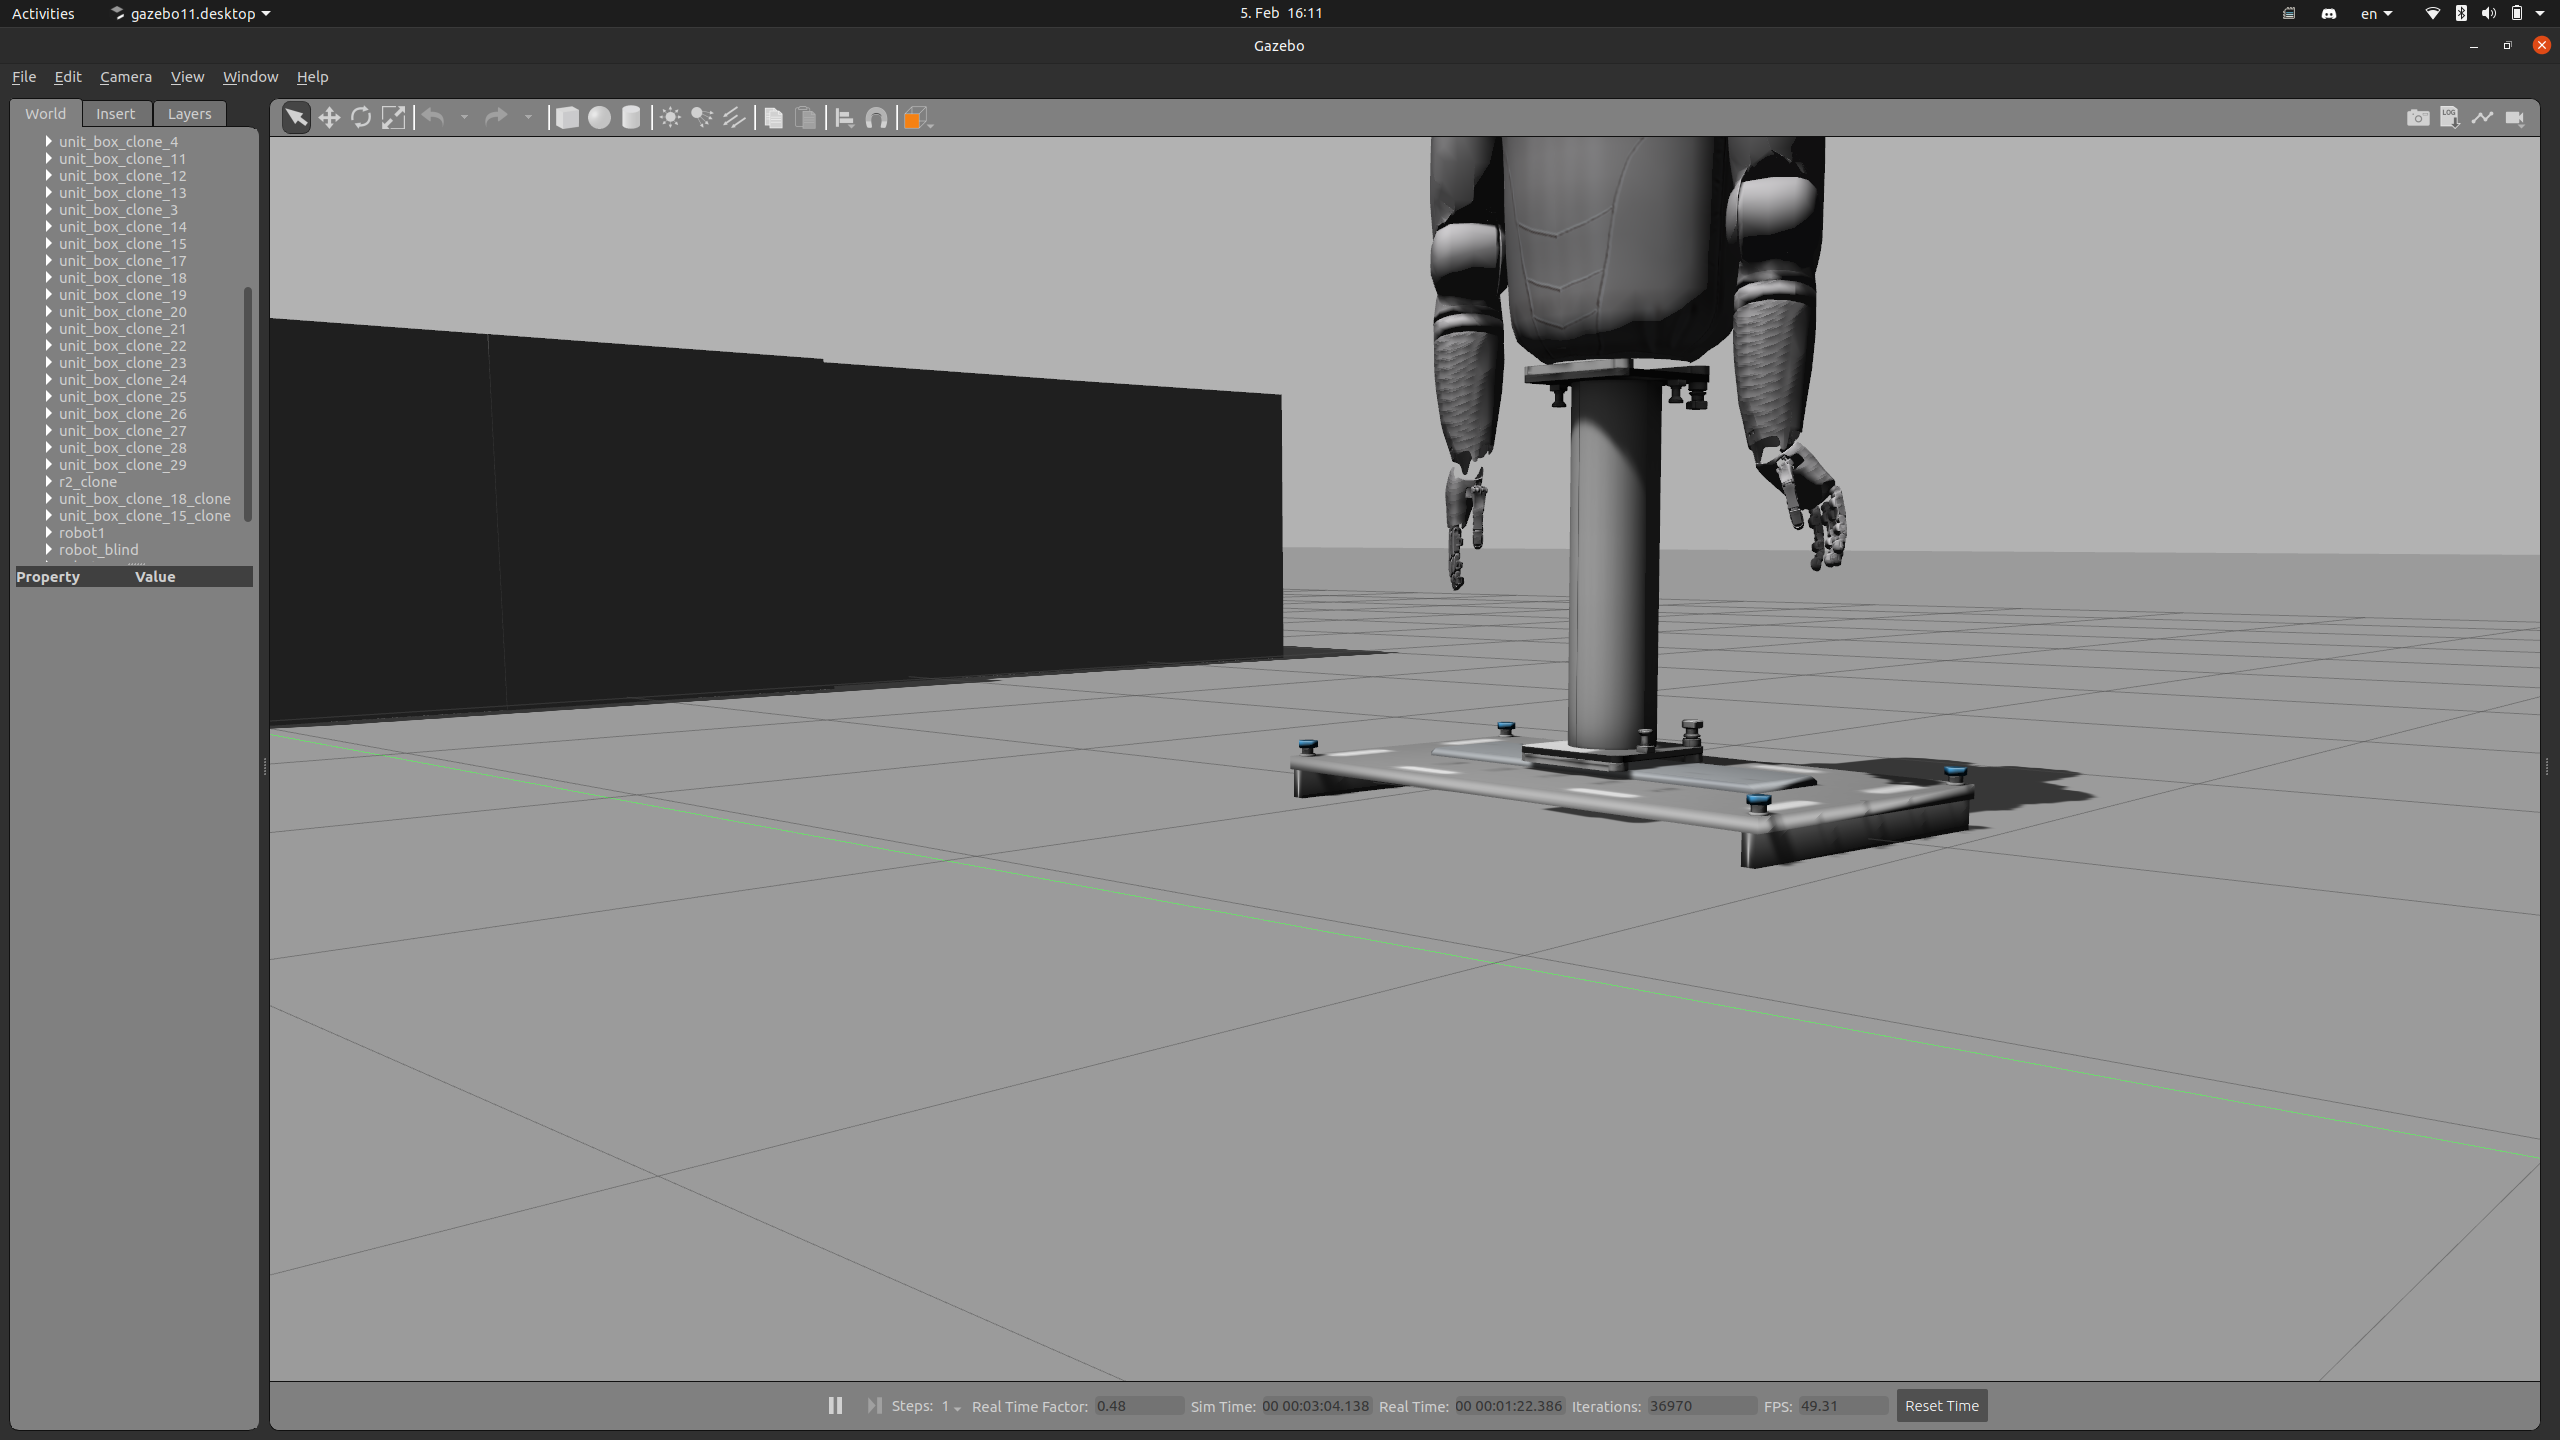 Activities gazebo11.desktop 5. Feb 16:11 en
Gazebo
File Edit Camera View Window Help
World Insert Layers
LOG
unit_box_clone_4
unit_box_clone_11
unit_box_clone_12
unit_box_clone_13
unit_box_clone_3
unit_box_clone_14
unit_box_clone_15
unit_box_clone_17
unit_box_clone_18
unit_box_clone_19
unit_box_clone_20
unit_box_clone_21
unit_box_clone_22
unit_box_clone_23
unit_box_clone_24
unit_box_clone_25
unit_box_clone_26
unit_box_clone_27
unit_box_clone_28
unit_box_clone_29
r2_clone
unit_box_clone_18_clone
unit_box_clone_15_clone
robot1
robot_blind
Property Value
Steps: 1 Real Time Factor: 0.48 Sim Time: 00 00:03:04.138 Real Time: 00 00:01:22.386 Iterations: 36970 FPS: 49.31 Reset Time